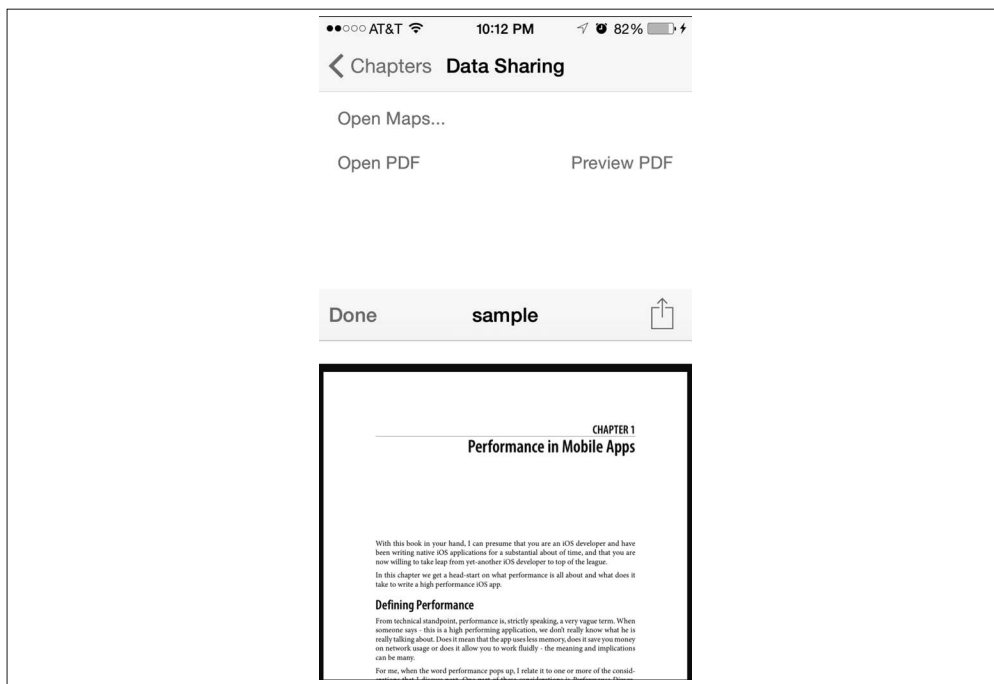 AT&T 10:12 PM 82%
Chapters Data Sharing
Open Maps...
Open PDF Preview PDF
Done sample
CHAPTER 1
Performance in Mobile Apps
With this book in your hand, I can presume that you are an iOS developer and have
been writing native iOS applications for a substantial about of time, and that you are
now willing to take leap from yet-another iOS developer to top of the league.
In this chapter we get a head-start on what performance is all about and what does it
take to write a high performance iOS app.
Defining Performance
From technical standpoint, performance is, strictly speaking, a very vague term. When
someone says - this is a high performing application, we don't really know what he is
really talking about. Does it mean that the app uses less memory, does it save you money
on network usage or does it allow you to work fluidly - the meaning and implications
can be many.
For me, when the word performance pops up, I relate it to one or more of the consid-